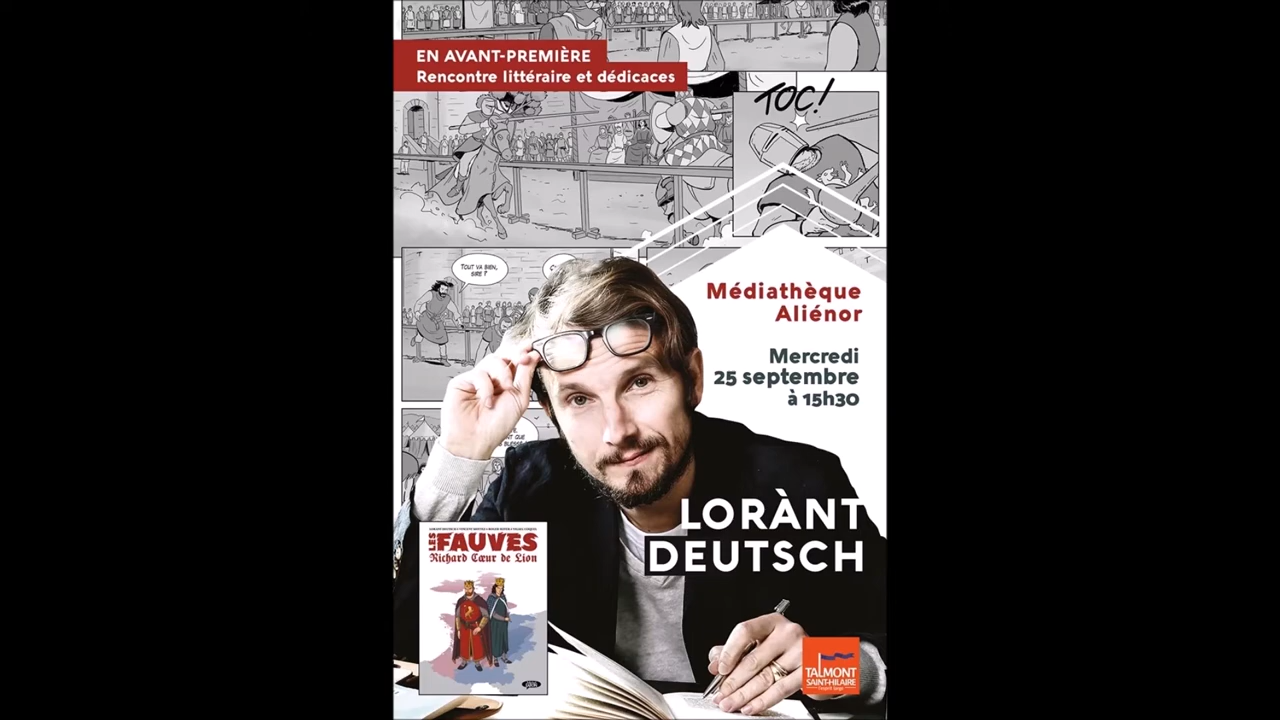 EN AVANT-PREMIÈRE
Rencontre littéraire et dédicaces
TOC!
TOUT VA BIEN,
SIRE ?
Médiathèque
Aliénor
Mercredi
25 septembre
à 15h30
LORÀNT
DEUTSCH
LES
FAUVES
Richard Cœur de Lion
TALMONT
SAINT-HILAIRE